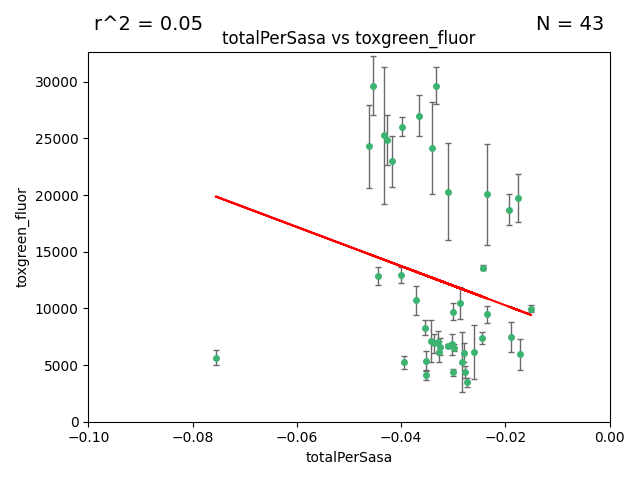 r^2 = 0.05
N = 43
totalPerSasa vs toxgreen_fluor
30000
25000
20000
15000
10000
5000
0
toxgreen_fluor
−0.10
−0.08
−0.06
−0.04
−0.02
0.00
totalPerSasa